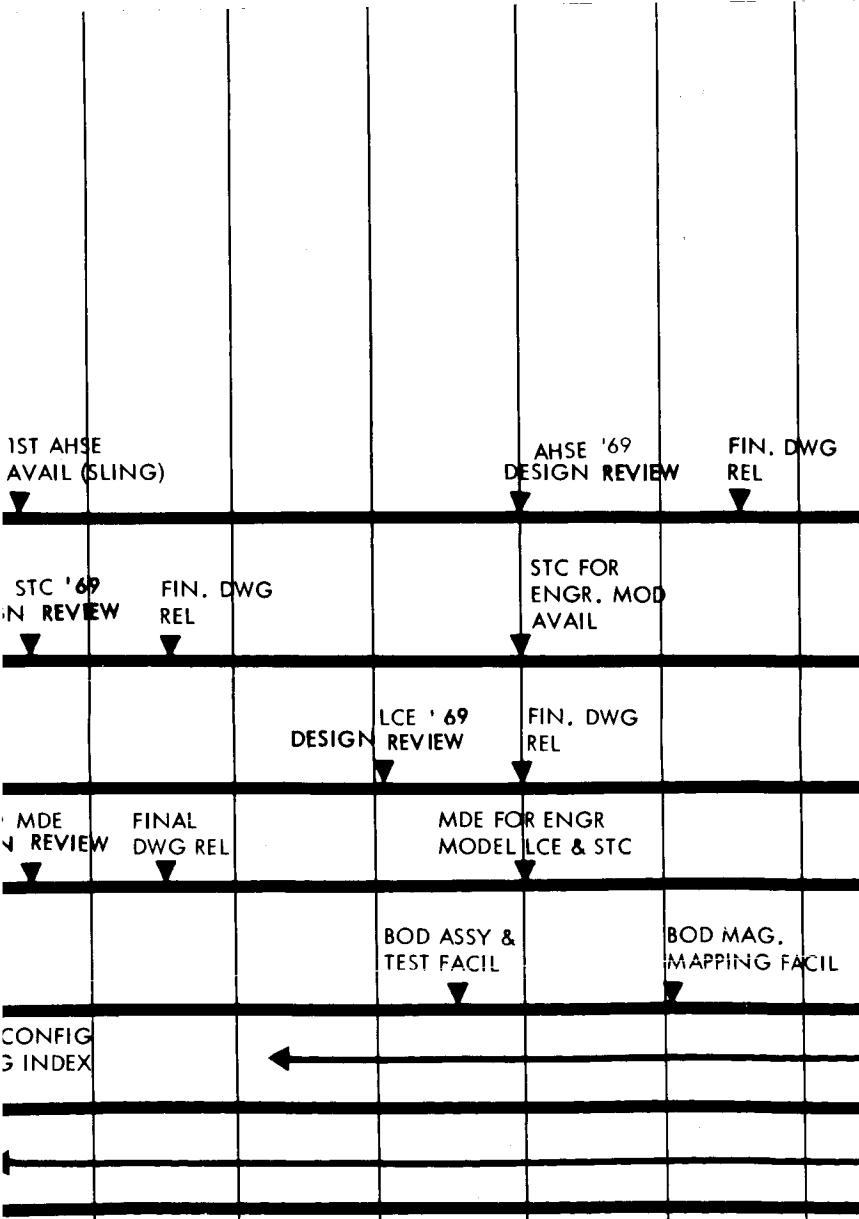 1ST AHSE
AVAIL (SLING)
AHSE '69
DESIGN REVIEW
FIN. DWG
REL
STC '69
GN REVIEW
FIN. DWG
REL
STC FOR
ENGR. MOD
AVAIL
LCE '69
DESIGN REVIEW
FIN. DWG
REL
MDE
N REVIEW
FINAL
DWG REL
MDE FOR ENGR
MODEL LCE & STC
BOD ASSY &
TEST FACIL
BOD MAG.
MAPPING FACIL
CONFIG
G INDEX